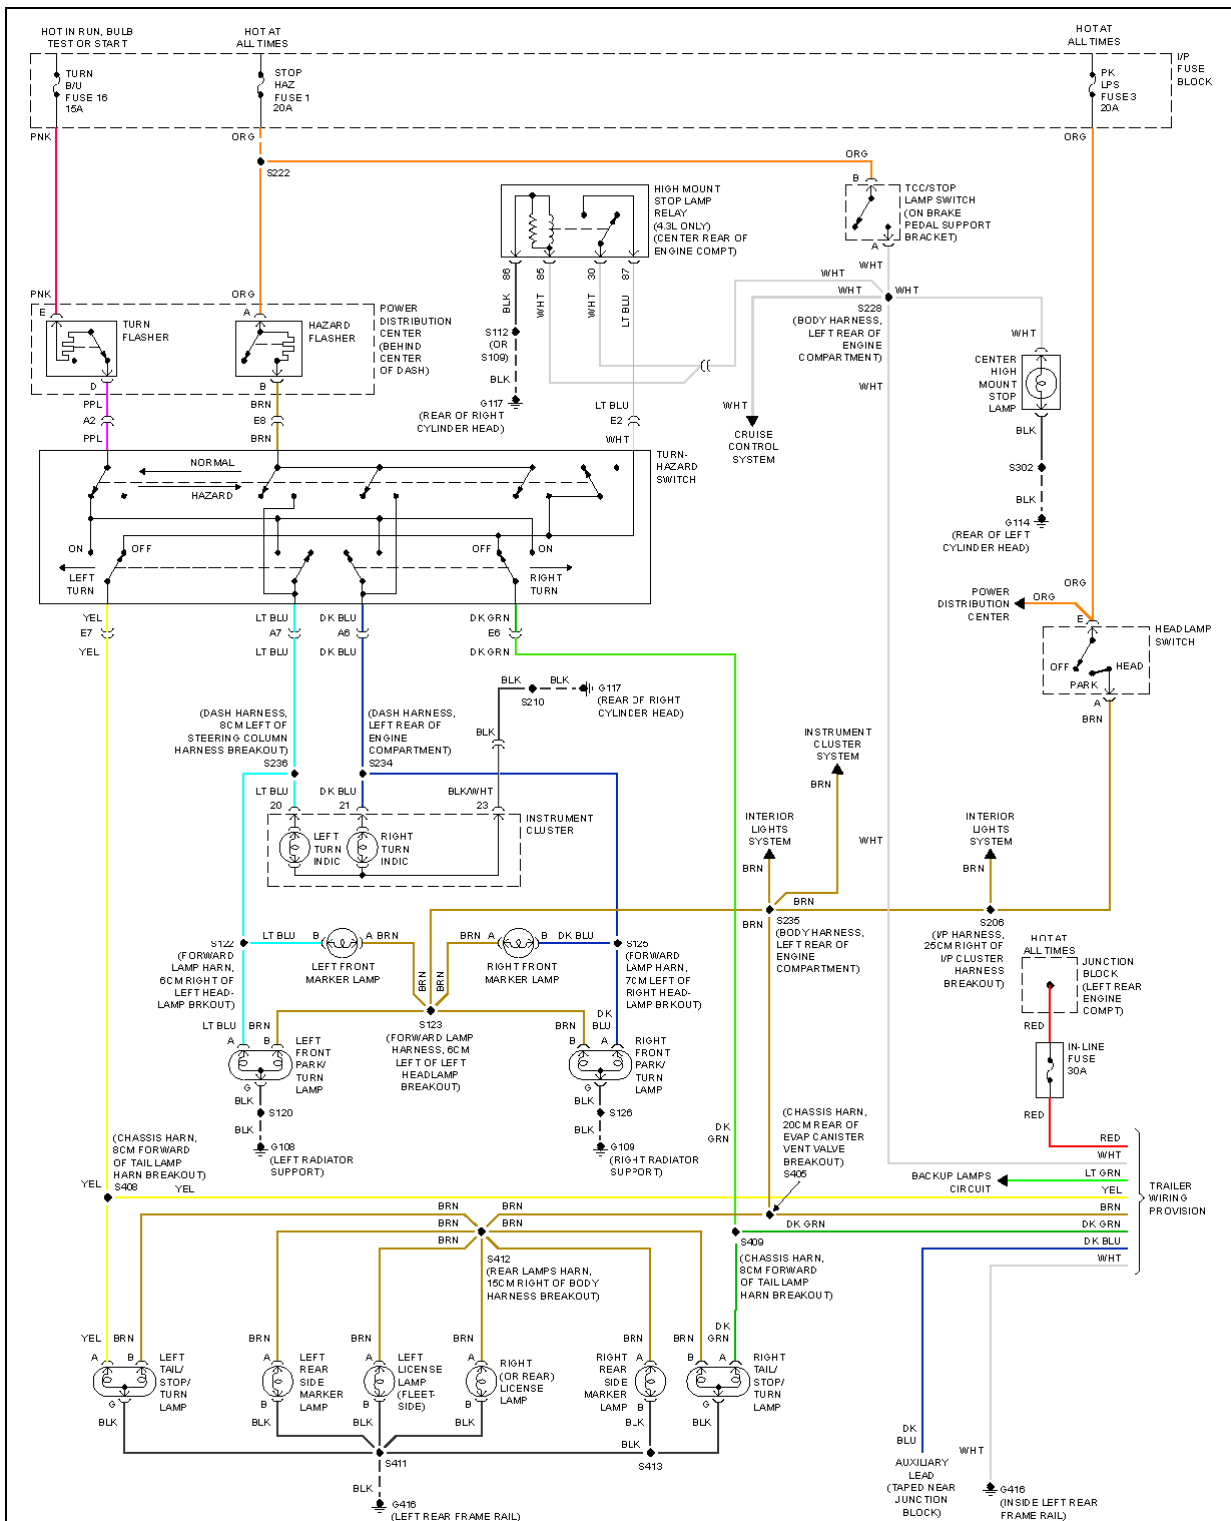 HOT IN RUN, BULB
TEST OR START
HOT AT
ALL TIMES
HOT AT
ALL TIMES
TURN
B/U
FUSE 16
15A
STOP
HAZ
FUSE 1
20A
PK
LPS
FUSE 3
20A
I/P
FUSE
BLOCK
PNK
ORG
ORG
S222
ORG
B
HIGH MOUNT
STOP LAMP
RELAY
(4.3L ONLY)
(CENTER REAR OF
ENGINE COMPT)
TCC/STOP
LAMP SWITCH
(ON BRAKE
PEDAL SUPPORT
BRACKET)
A
86
85
30
87
BLK
WHT
WHT
LT BLU
WHT
WHT
WHT
WHT
S228
(BODY HARNESS,
LEFT REAR OF
ENGINE
COMPARTMENT)
WHT
PNK
ORG
E
A
TURN
FLASHER
HAZARD
FLASHER
POWER
DISTRIBUTION
CENTER
(BEHIND
CENTER
OF DASH)
D
B
S112
(OR
S109)
BLK
G117
(REAR OF RIGHT
CYLINDER HEAD)
WHT
CENTER
HIGH
MOUNT
STOP
LAMP
BLK
S302
BLK
G114
(REAR OF LEFT
CYLINDER HEAD)
PPL
BRN
A2
E8
PPL
BRN
LT BLU
E2
WHT
WHT
CRUISE
CONTROL
SYSTEM
NORMAL
HAZARD
TURN-
HAZARD
SWITCH
ON
OFF
OFF
ON
LEFT
TURN
RIGHT
TURN
YEL
E7
YEL
LT BLU
A7
LT BLU
DK BLU
A6
DK BLU
DK GRN
E6
DK GRN
ORG
POWER
DISTRIBUTION
CENTER
ORG
E
HEADLAMP
SWITCH
OFF
HEAD
PARK
A
BRN
BLK
BLK
S210
G117
(REAR OF RIGHT
CYLINDER HEAD)
BLK
(DASH HARNESS,
8CM LEFT OF
STEERING COLUMN
HARNESS BREAKOUT)
S236
(DASH HARNESS,
LEFT REAR OF
ENGINE
COMPARTMENT)
S234
INSTRUMENT
CLUSTER
SYSTEM
BRN
LT BLU
20
DK BLU
21
BLK/WHT
23
INSTRUMENT
CLUSTER
LEFT
TURN
INDIC
RIGHT
TURN
INDIC
INTERIOR
LIGHTS
SYSTEM
BRN
WHT
INTERIOR
LIGHTS
SYSTEM
BRN
BRN
BRN
S235
(BODY HARNESS,
LEFT REAR OF
ENGINE
COMPARTMENT)
S206
(I/P HARNESS,
25CM RIGHT OF
I/P CLUSTER
HARNESS
BREAKOUT)
S122
(FORWARD
LAMP HARN,
6CM RIGHT OF
LEFT HEAD-
LAMP BRKOUT)
LT BLU
B
A
BRN
LEFT FRONT
MARKER LAMP
BRN
A
B
DK BLU
RIGHT FRONT
MARKER LAMP
S125
(FORWARD
LAMP HARN,
7CM LEFT OF
RIGHT HEAD-
LAMP BRKOUT)
BRN
BRN
BRN
S123
(FORWARD LAMP
HARNESS, 6CM
LEFT OF LEFT
HEADLAMP
BREAKOUT)
HOT AT
ALL TIMES
JUNCTION
BLOCK
(LEFT REAR
ENGINE
COMPT)
RED
IN-LINE
FUSE
30A
RED
LT BLU
BRN
A
B
LEFT
FRONT
PARK/
TURN
LAMP
G
BLK
S120
BLK
G108
(LEFT RADIATOR
SUPPORT)
BRN
DK
BLU
B
A
RIGHT
FRONT
PARK/
TURN
LAMP
G
BLK
S126
BLK
G109
(RIGHT RADIATOR
SUPPORT)
DK
GRN
(CHASSIS HARN,
20CM REAR OF
EVAP CANISTER
VENT VALVE
BREAKOUT)
S405
(CHASSIS HARN,
8CM FORWARD
OF TAIL LAMP
HARN BREAKOUT)
S408
YEL
YEL
RED
WHT
BACKUP LAMPS
CIRCUIT
LT GRN
YEL
BRN
DK GRN
DK BLU
WHT
TRAILER
WIRING
PROVISION
BRN
BRN
BRN
BRN
BRN
DK GRN
S412
(REAR LAMPS HARN,
15CM RIGHT OF BODY
HARNESS BREAKOUT)
S409
(CHASSIS HARN,
8CM FORWARD
OF TAIL LAMP
HARN BREAKOUT)
YEL
BRN
A
B
LEFT
TAIL/
STOP/
TURN
LAMP
G
BLK
BRN
A
LEFT
REAR
SIDE
MARKER
LAMP
B
BLK
BRN
A
LEFT
LICENSE
LAMP
(FLEET-
SIDE)
B
BLK
BRN
A
RIGHT
(OR REAR)
LICENSE
LAMP
B
BLK
BRN
RIGHT
REAR
SIDE
MARKER
LAMP
A
B
BLK
BRN
DK
GRN
B
A
RIGHT
TAIL/
STOP/
TURN
LAMP
G
BLK
BLK
S411
S413
BLK
G416
(LEFT REAR FRAME RAIL)
DK
BLU
AUXILIARY
LEAD
(TAPED NEAR
JUNCTION
BLOCK)
WHT
G416
(INSIDE LEFT REAR
FRAME RAIL)